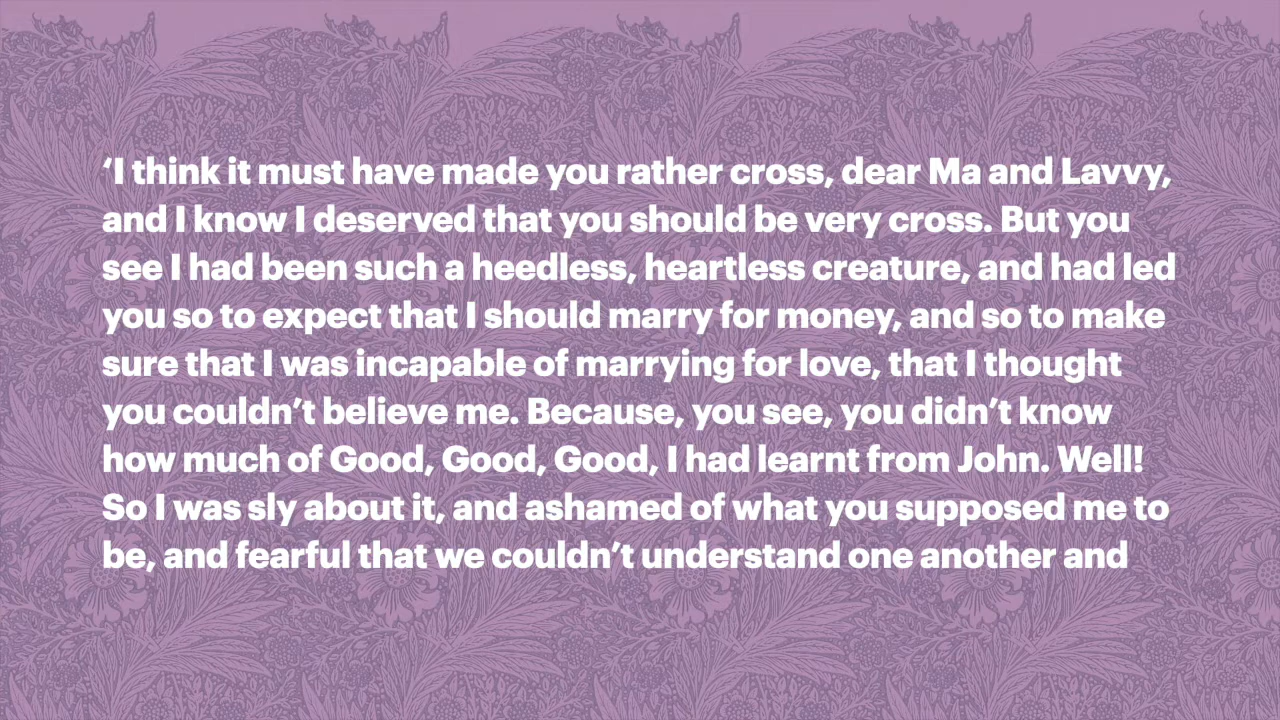 ‘I think it must have made you rather cross, dear Ma and Lavvy,
and I know I deserved that you should be very cross. But you
see I had been such a heedless, heartless creature, and had led
you so to expect that I should marry for money, and so to make
sure that I was incapable of marrying for love, that I thought
you couldn’t believe me. Because, you see, you didn’t know
how much of Good, Good, Good, I had learnt from John. Well!
So I was sly about it, and ashamed of what you supposed me to
be, and fearful that we couldn’t understand one another and